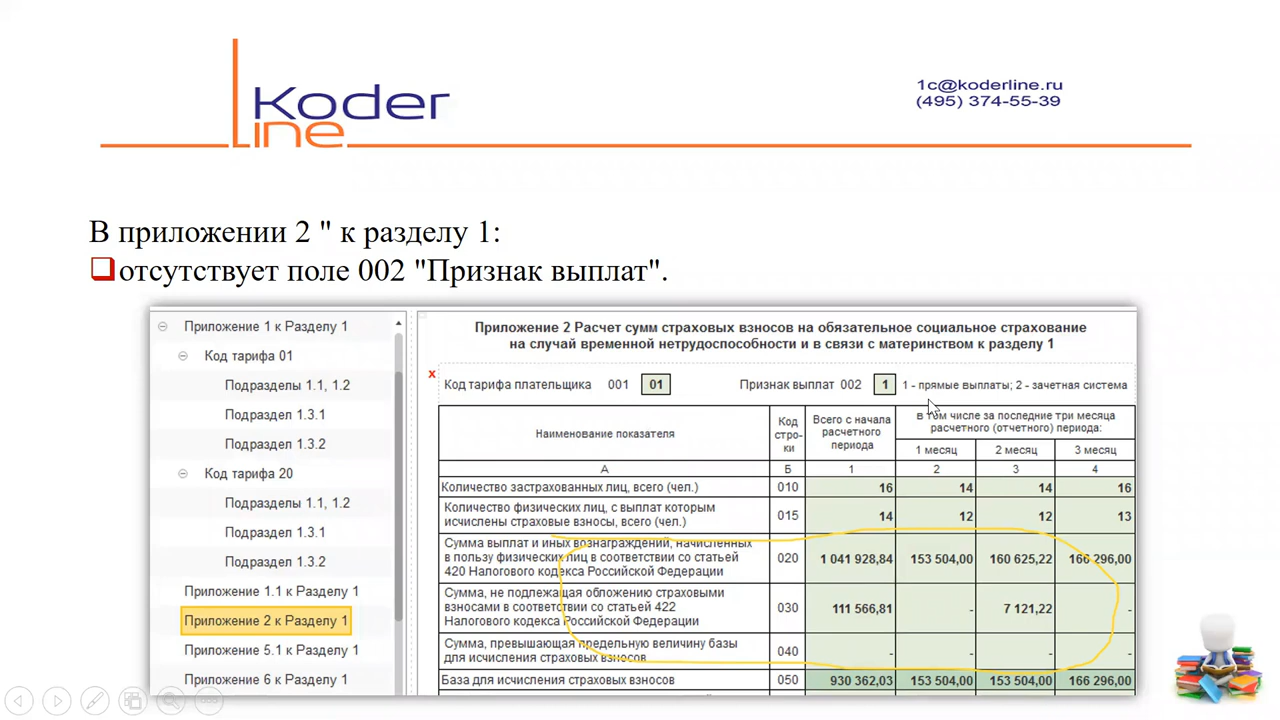 Koder
Line
1c@koderline.ru
(495) 374-55-39
В приложении 2 " к разделу 1:
отсутствует поле 002 "Признак выплат".
Приложение 1 к Разделу 1
Код тарифа 01
Подразделы 1.1, 1.2
Подраздел 1.3.1
Подраздел 1.3.2
Код тарифа 20
Подразделы 1.1, 1.2
Подраздел 1.3.1
Подраздел 1.3.2
Приложение 1.1 к Разделу 1
Приложение 2 к Разделу 1
Приложение 5.1 к Разделу 1
Приложение 6 к Разделу 1
Приложение 2 Расчет сумм страховых взносов на обязательное социальное страхование
на случай временной нетрудоспособности и в связи с материнством к разделу 1
x
Код тарифа плательщика 001 01 Признак выплат 002 1 1 - прямые выплаты; 2 - зачетная система
Наименование показателя
Код
стро-
ки
Всего с начала
расчетного
периода
в том числе за последние три месяца
расчетного (отчетного) периода:
1 месяц 2 месяц 3 месяц
А Б 1 2 3 4
Количество застрахованных лиц, всего (чел.) 010 16 14 14 16
Количество физических лиц, с выплат которым
исчислены страховые взносы, всего (чел.) 015 14 12 12 13
Сумма выплат и иных вознаграждений, начисленных
в пользу физических лиц в соответствии со статьей
420 Налогового кодекса Российской Федерации 020 1 041 928,84 153 504,00 160 625,22 166 296,00
Сумма, не подлежащая обложению страховыми
взносами в соответствии со статьей 422
Налогового кодекса Российской Федерации 030 111 566,81 - 7 121,22 -
Сумма, превышающая предельную величину базы
для исчисления страховых взносов 040 - - - -
База для исчисления страховых взносов 050 930 362,03 153 504,00 153 504,00 166 296,00